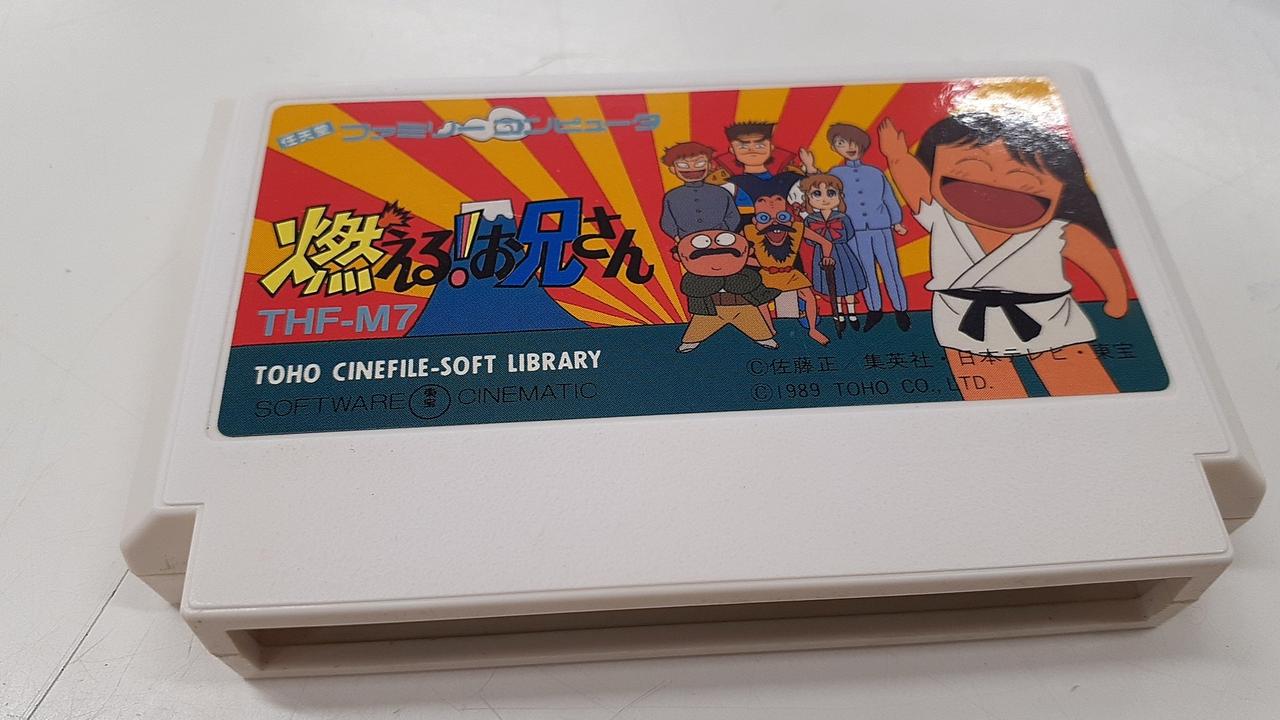 任天堂 ファミリーコンピュータ
燃える!お兄さん
THF-M7
TOHO CINEFILE-SOFT LIBRARY
SOFTWARE 東宝 CINEMATIC
©佐藤正/集英社・日本テレビ・東宝
©1989 TOHO CO., LTD.